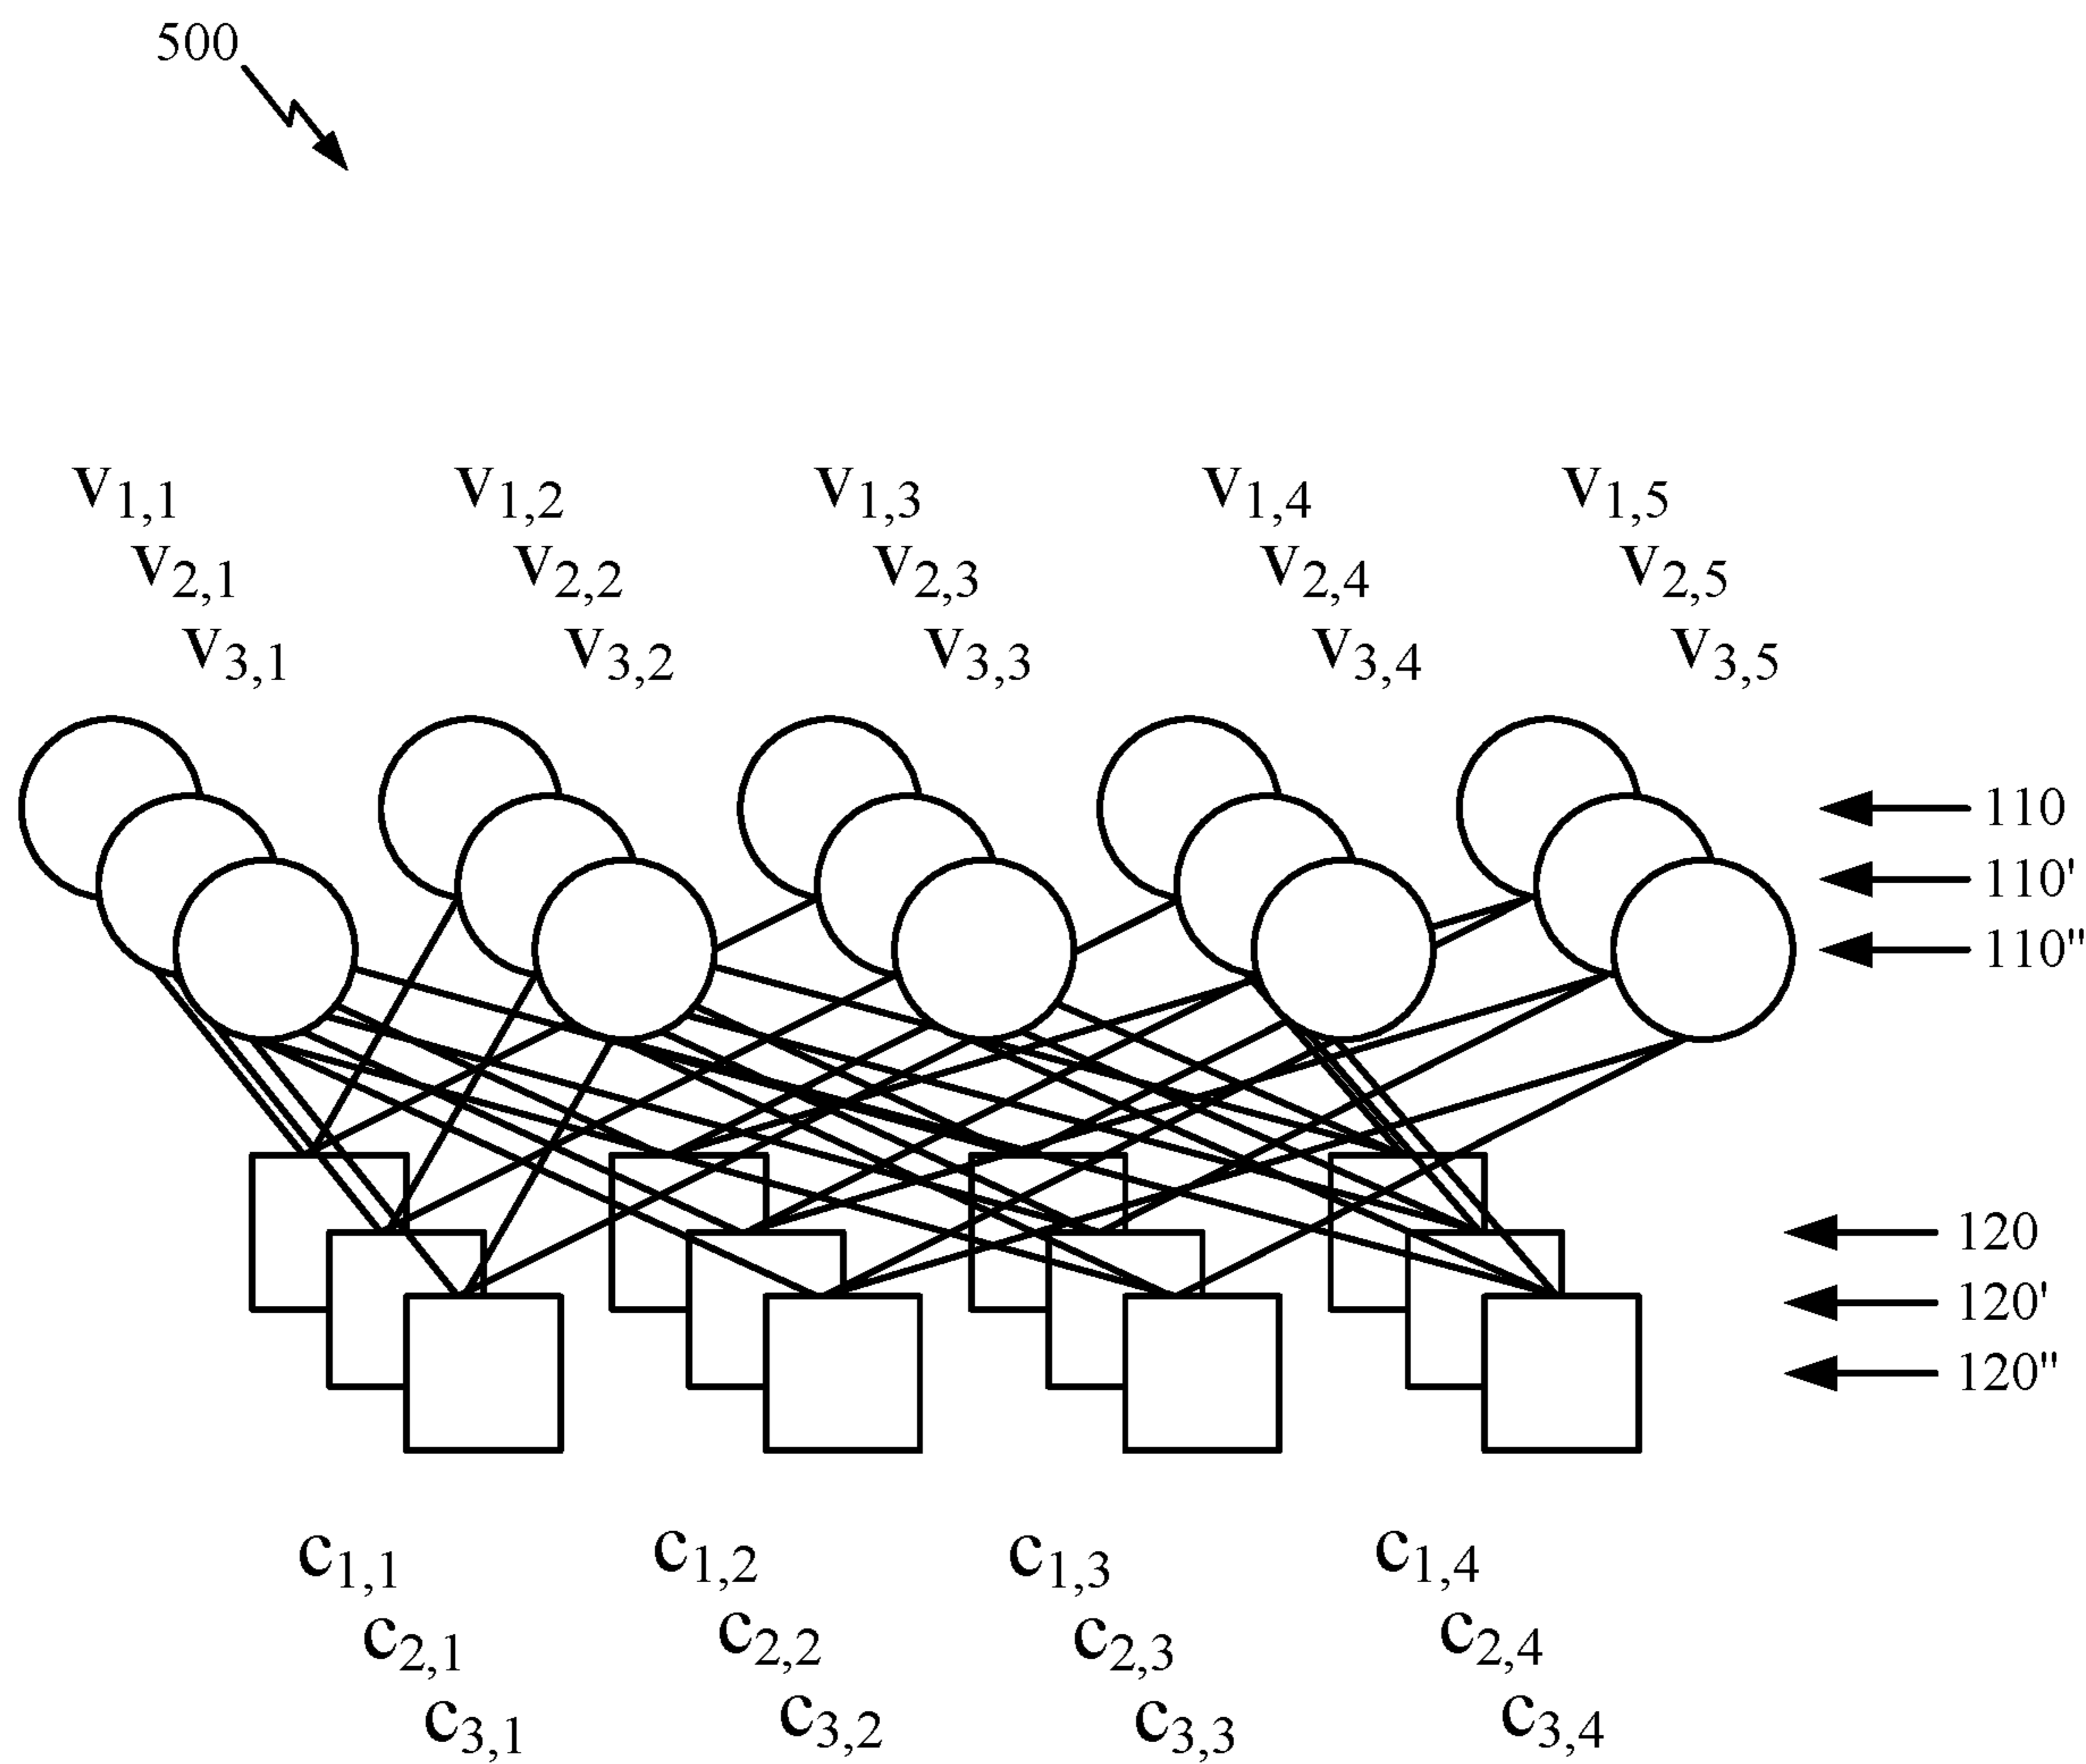 500
v1,1 v1,2 v1,3 v1,4 v1,5
v2,1 v2,2 v2,3 v2,4 v2,5
v3,1 v3,2 v3,3 v3,4 v3,5
110
110'
110"
120
120'
120"
c1,1 c1,2 c1,3 c1,4
c2,1 c2,2 c2,3 c2,4
c3,1 c3,2 c3,3 c3,4